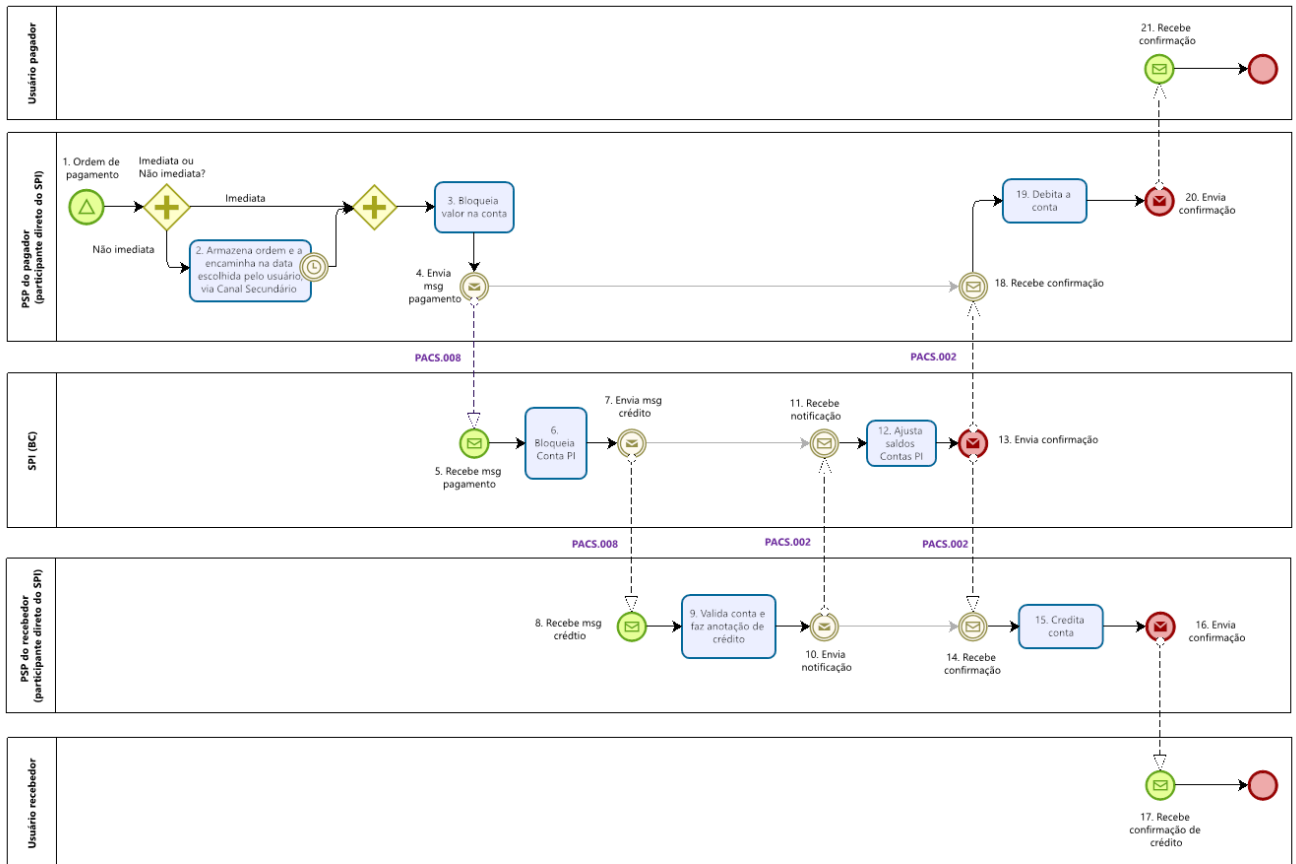 Usuário pagador
21. Recebe
confirmação
PSP do pagador
(participante direto do SPI)
1. Ordem de
pagamento
Imediata ou
Não imediata?
Imediata
Não imediata
2. Armazena ordem e a
encaminha na data
escolhida pelo usuário,
via Canal Secundário
3. Bloqueia
valor na conta
4. Envia
msg
pagamento
18. Recebe confirmação
19. Debita a
conta
20. Envia
confirmação
PACS.008
PACS.002
SPI (BC)
5. Recebe msg
pagamento
6.
Bloqueia
Conta PI
7. Envia msg
crédito
11. Recebe
notificação
12. Ajusta
saldos
Contas PI
13. Envia confirmação
PACS.008
PACS.002
PACS.002
PSP do recebedor
(participante direto do SPI)
8. Recebe msg
crédtio
9. Valida conta e
faz anotação de
crédito
10. Envia
notificação
14. Recebe
confirmação
15. Credita
conta
16. Envia
confirmação
Usuário recebedor
17. Recebe
confirmação de
crédito